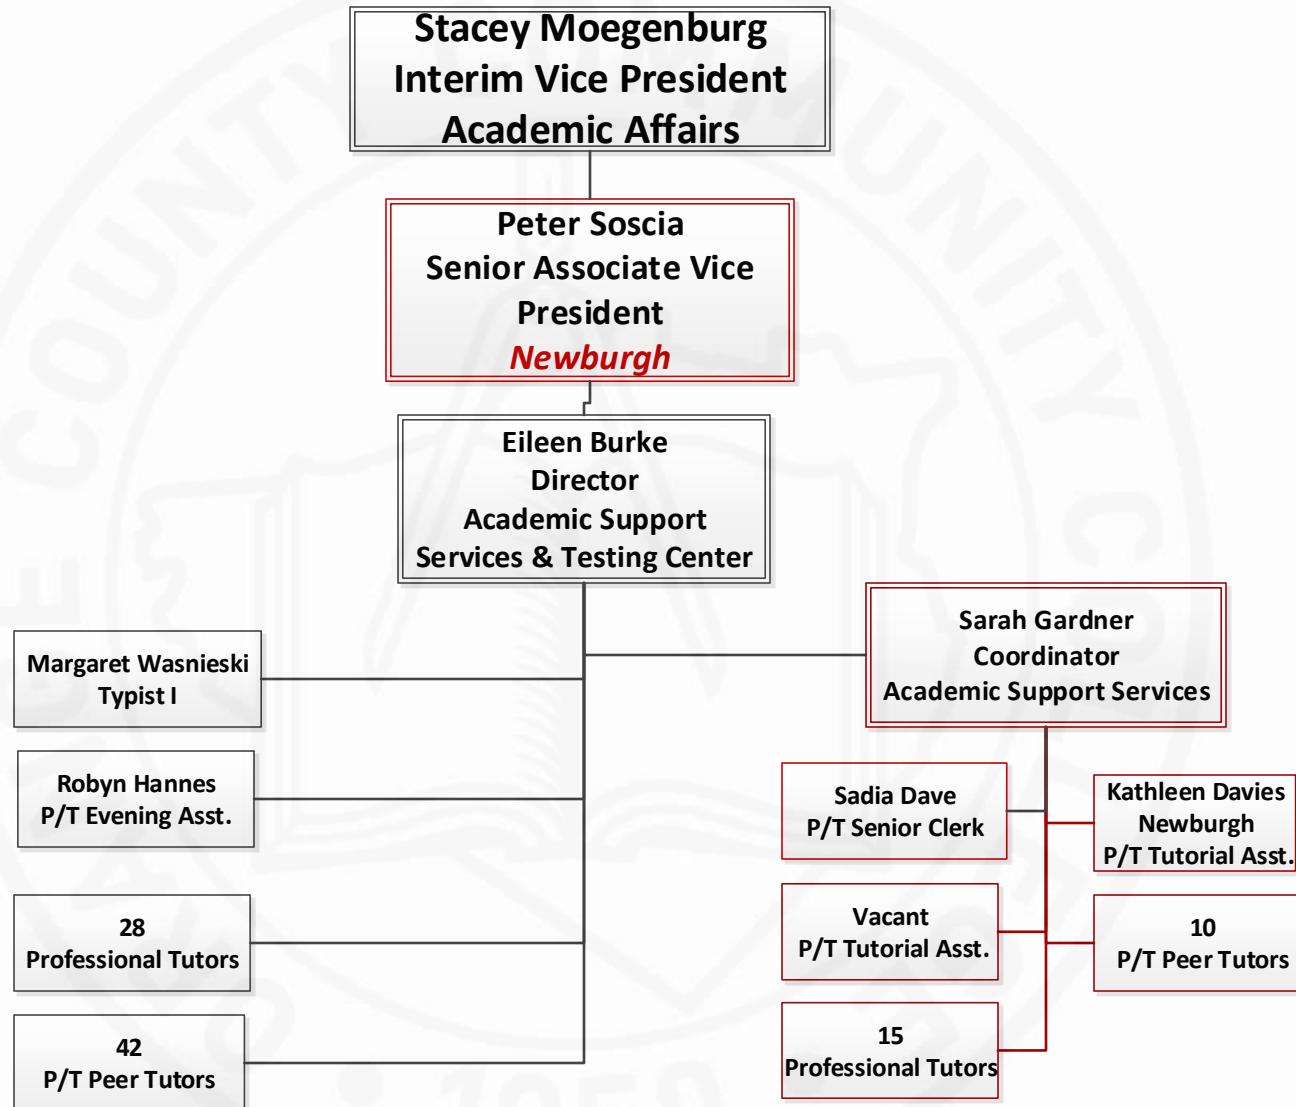 Stacey Moegenburg
Interim Vice President
Academic Affairs
Peter Soscia
Senior Associate Vice
President
Newburgh
Eileen Burke
Director
Academic Support
Services & Testing Center
Sarah Gardner
Coordinator
Academic Support Services
Margaret Wasnieski
Typist I
Robyn Hannes
P/T Evening Asst.
28
Professional Tutors
42
P/T Peer Tutors
Sadia Dave
P/T Senior Clerk
Kathleen Davies
Newburgh
P/T Tutorial Asst.
Vacant
P/T Tutorial Asst.
10
P/T Peer Tutors
15
Professional Tutors
COUNTY COMMUNITY
1950